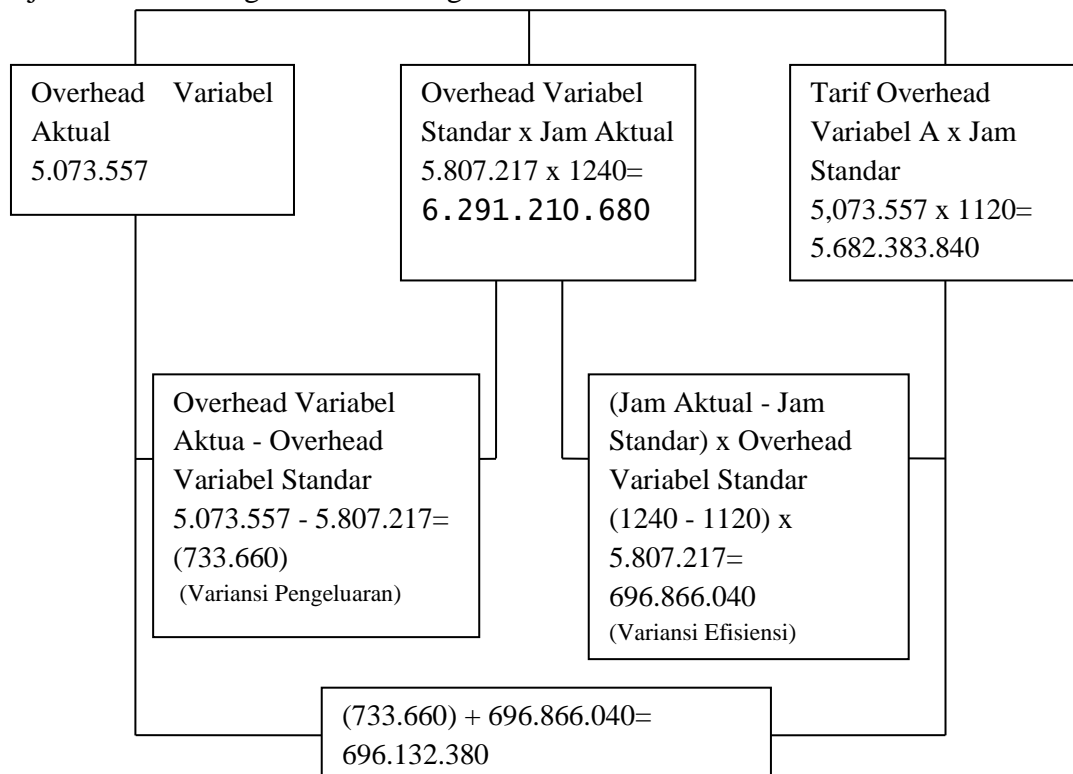 Overhead Variabel
Aktual
5.073.557
Overhead Variabel
Standar x Jam Aktual
5.807.217 x 1240=
6.291.210.680
Tarif Overhead
Variabel A x Jam
Standar
5,073.557 x 1120=
5.682.383.840
Overhead Variabel
Aktua - Overhead
Variabel Standar
5.073.557 - 5.807.217=
(733.660)
(Variansi Pengeluaran)
(Jam Aktual - Jam
Standar) x Overhead
Variabel Standar
(1240 - 1120) x
5.807.217=
696.866.040
(Variansi Efisiensi)
(733.660) + 696.866.040=
696.132.380